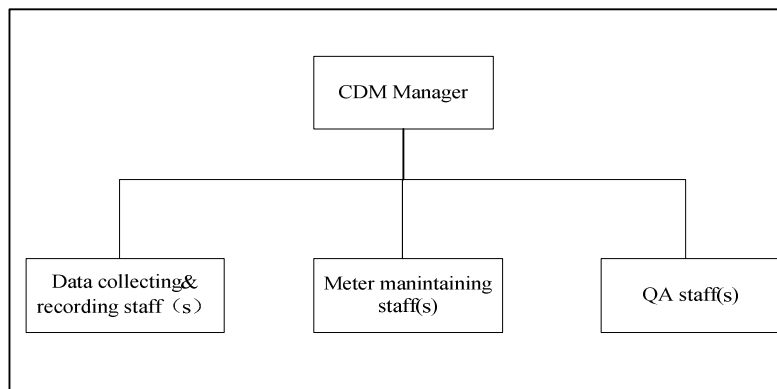 CDM Manager
Data collecting&
recording staff（s）
Meter manintaining
staff(s)
QA staff(s)